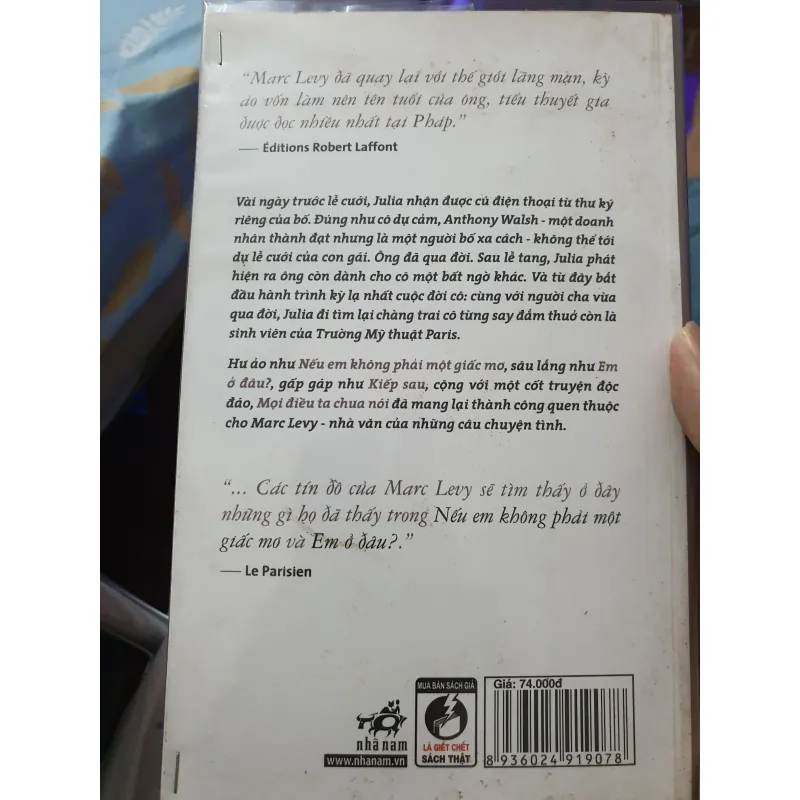 “Marc Levy đã quay lại với thế giới lãng mạn, kỳ
ảo vốn làm nên tên tuổi của ông, tiểu thuyết gia
được đọc nhiều nhất tại Pháp.”
— Éditions Robert Laffont
Vài ngày trước lễ cưới, Julia nhận được cú điện thoại từ thư ký
riêng của bố. Đúng như cô dự cảm, Anthony Walsh - một doanh
nhân thành đạt nhưng là một người bố xa cách - không thể tới
dự lễ cưới của con gái. Ông đã qua đời. Sau lễ tang, Julia phát
hiện ra ông còn dành cho cô một bất ngờ khác. Và từ đây bắt
đầu hành trình kỳ lạ nhất cuộc đời cô: cùng với người cha vừa
qua đời, Julia đi tìm lại chàng trai cô từng say đắm thuở còn là
sinh viên của Trường Mỹ thuật Paris.
Hư ảo như Nếu em không phải một giấc mơ, sâu lắng như Em
ở đâu?, gấp gáp như Kiếp sau, cộng với một cốt truyện độc
đáo, Mọi điều ta chưa nói đã mang lại thành công quen thuộc
cho Marc Levy - nhà văn của những câu chuyện tình.
“... Các tín đồ của Marc Levy sẽ tìm thấy ở đây
những gì họ đã thấy trong Nếu em không phải một
giấc mơ và Em ở đâu?.”
— Le Parisien
nhã nam
www.nhanam.vn
MUA BÁN SÁCH GIẢ
LÀ GIẾT CHẾT
SÁCH THẬT
Giá: 74.000đ
8 936024 919078